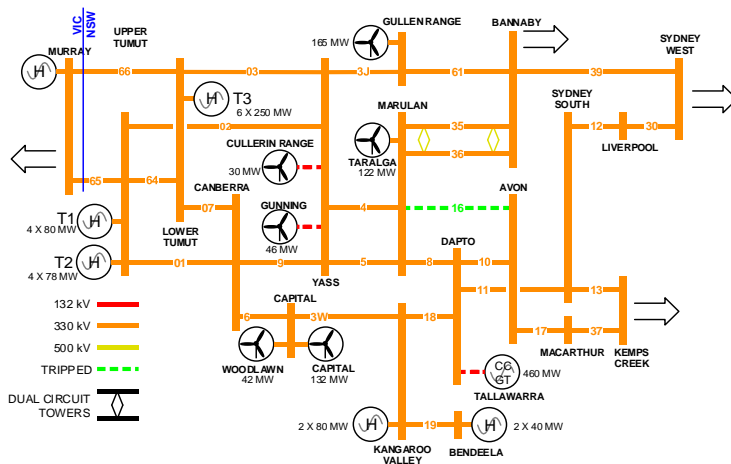 VIC
NSW
UPPER
TUMUT
MURRAY
GULLEN RANGE
BANNABY
SYDNEY
WEST
165 MW
66
03
3J
61
39
T3
6 X 250 MW
MARULAN
SYDNEY
SOUTH
02
CULLERIN RANGE
30 MW
35
36
12
30
LIVERPOOL
TARALGA
122 MW
65
64
CANBERRA
AVON
07
GUNNING
46 MW
4
16
T1
4 X 80 MW
LOWER
TUMUT
DAPTO
T2
4 X 78 MW
01
9
YASS
5
8
10
11
13
132 kV
330 kV
500 kV
TRIPPED
DUAL CIRCUIT
TOWERS
CAPITAL
6
3W
18
17
37
MACARTHUR
KEMPS
CREEK
WOODLAWN
42 MW
CAPITAL
132 MW
CC
GT
460 MW
TALLAWARRA
2 X 80 MW
19
2 X 40 MW
KANGAROO
VALLEY
BENDEELA